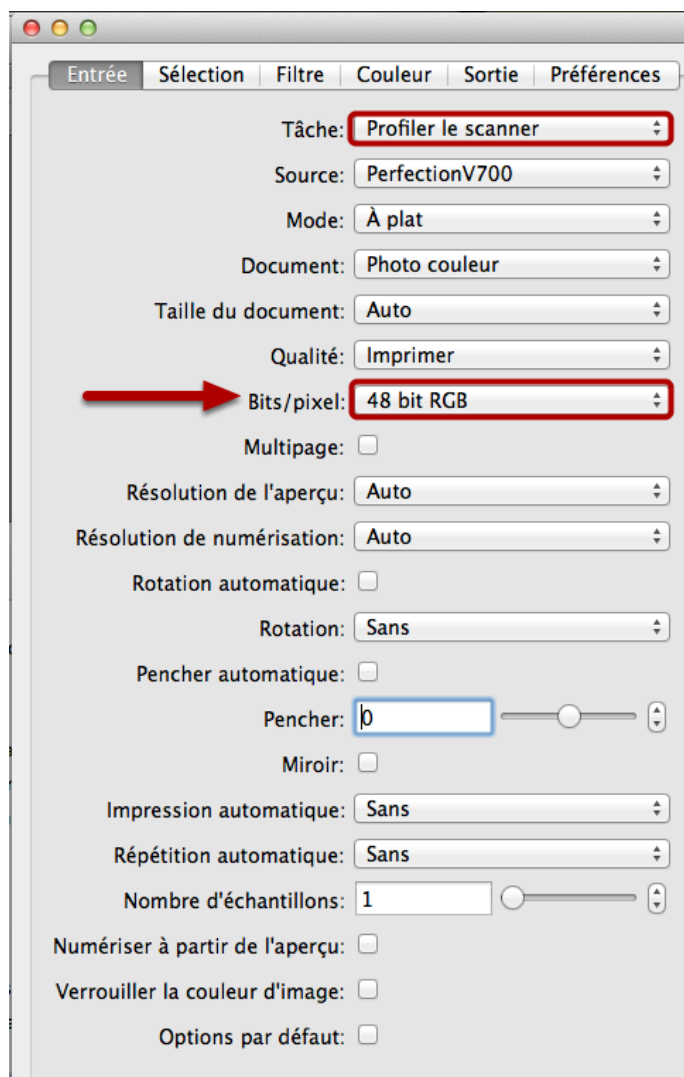 Entrée Sélection Filtre Couleur Sortie Préférences
Tâche: Profiler le scanner
Source: PerfectionV700
Mode: À plat
Document: Photo couleur
Taille du document: Auto
Qualité: Imprimer
Bits/pixel: 48 bit RGB
Multipage:
Résolution de l'aperçu: Auto
Résolution de numérisation: Auto
Rotation automatique:
Rotation: Sans
Pencher automatique:
Pencher: 0
Miroir:
Impression automatique: Sans
Répétition automatique: Sans
Nombre d'échantillons: 1
Numériser à partir de l'aperçu:
Verrouiller la couleur d'image:
Options par défaut: